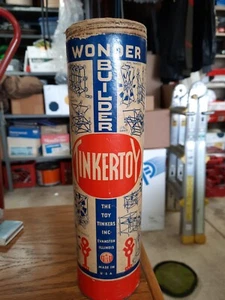 WONDER
BUILDER
TINKERTOY
THE
TOY
TINKERS
INC
EVANSTON
ILLINOIS
MADE IN
U.S.A.